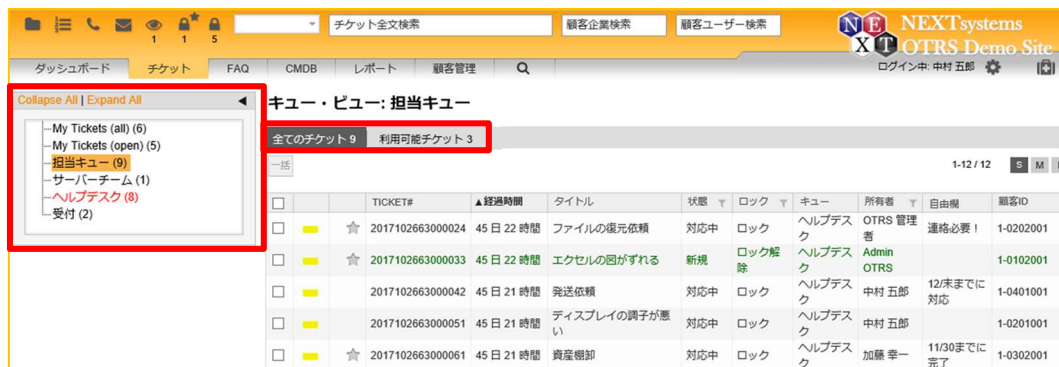 1 1 5
チケット全文検索 顧客企業検索 顧客ユーザー検索
NEXT
NEXTsystems
OTRS Demo Site
ダッシュボード チケット FAQ CMDB レポート 顧客管理
ログイン中: 中村 五郎
Collapse All | Expand All
My Tickets (all) (6)
My Tickets (open) (5)
担当キュー (9)
サーバーチーム (1)
ヘルプデスク (8)
受付 (2)
キュー・ビュー: 担当キュー
全てのチケット 9 利用可能チケット 3
一括 1-12 / 12 S M
TICKET# ▲経過時間 タイトル 状態 ロック キュー 所有者 自由欄 顧客ID
2017102663000024 45 日 22 時間 ファイルの復元依頼 対応中 ロック ヘルプデスク OTRS 管理者 連絡必要! 1-0202001
2017102663000033 45 日 22 時間 エクセルの図がずれる 新規 ロック解除 ヘルプデスク Admin OTRS 1-0102001
2017102663000042 45 日 21 時間 発送依頼 対応中 ロック ヘルプデスク 中村 五郎 12/末までに対応 1-0401001
2017102663000051 45 日 21 時間 ディスプレイの調子が悪い 対応中 ロック ヘルプデスク 中村 五郎 1-0201001
2017102663000061 45 日 21 時間 資産棚卸 対応中 ロック ヘルプデスク 加藤 幸一 11/30までに完了 1-0302001